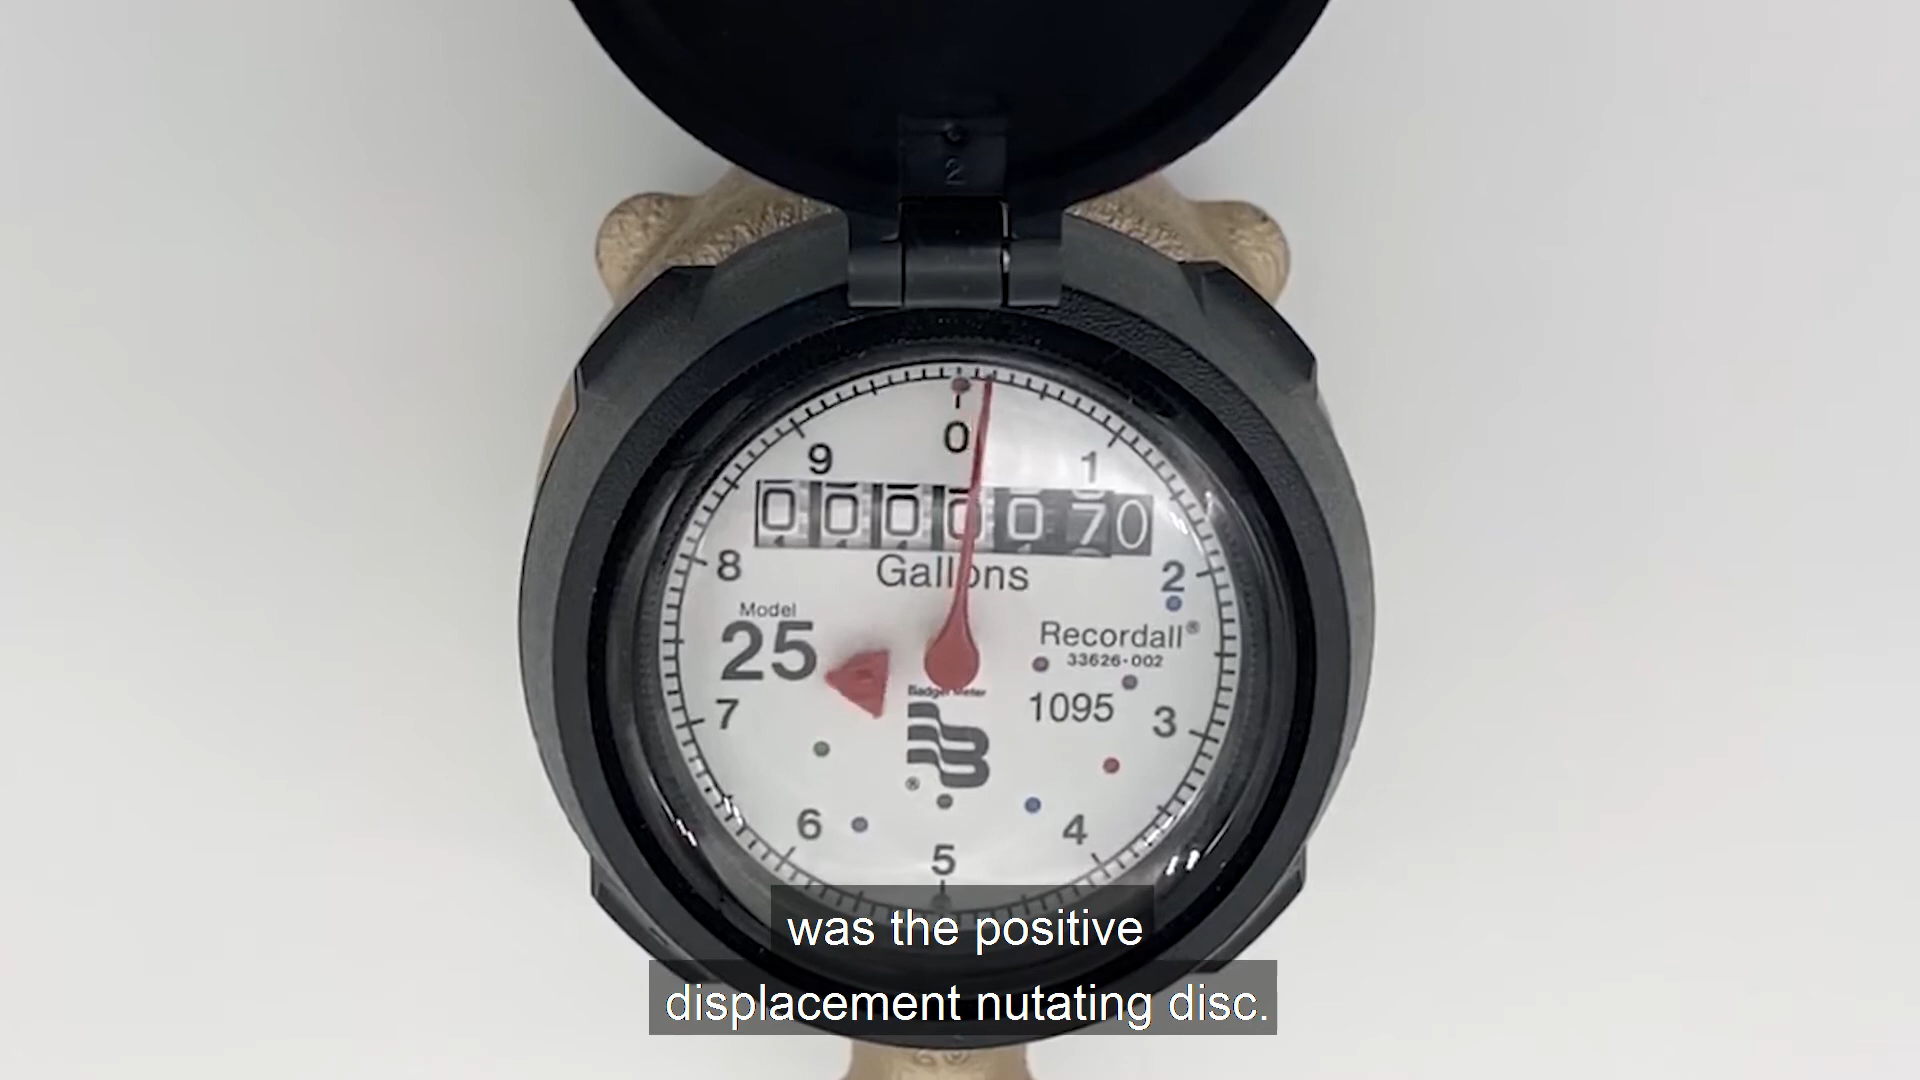 2
0
9
1
0000070
Gallons
8
2
Model
25
Recordall®
33626-002
1095
Badger Meter
®
7
3
6
4
5
was the positive
displacement nutating disc.